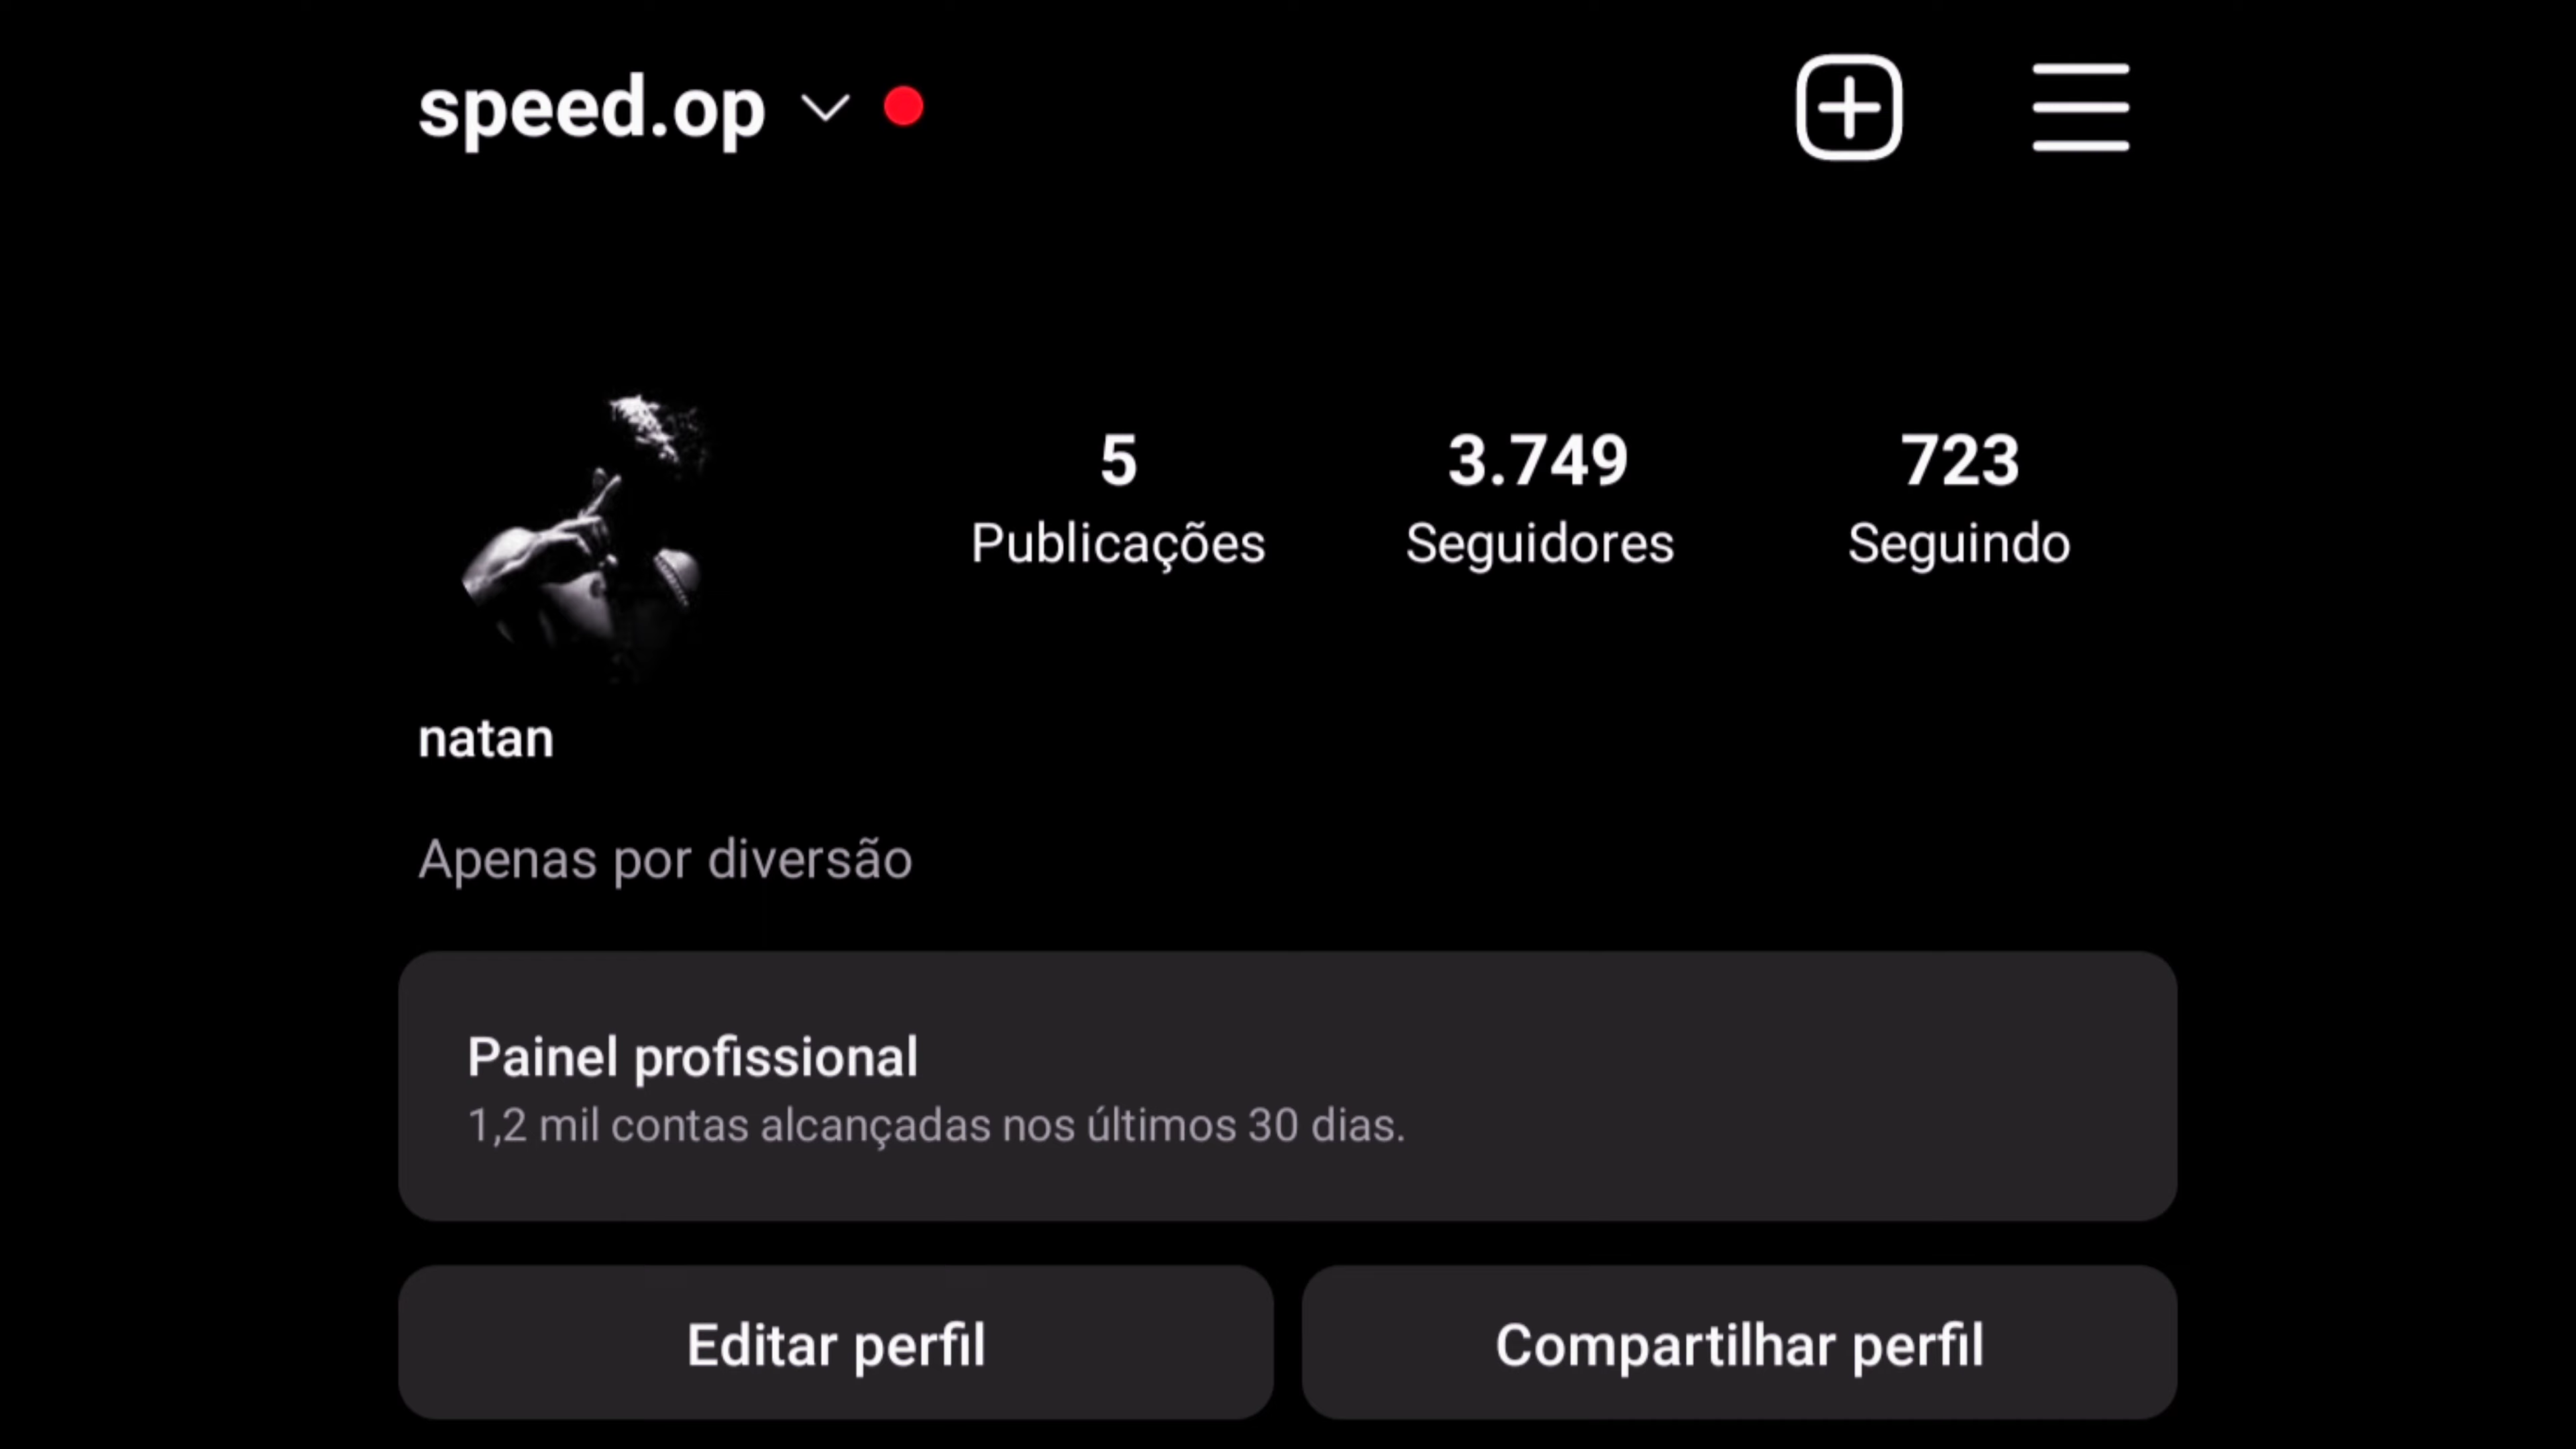 speed.op
5 3.749 723
Publicações Seguidores Seguindo
natan
Apenas por diversão
Painel profissional
1,2 mil contas alcançadas nos últimos 30 dias.
Editar perfil Compartilhar perfil